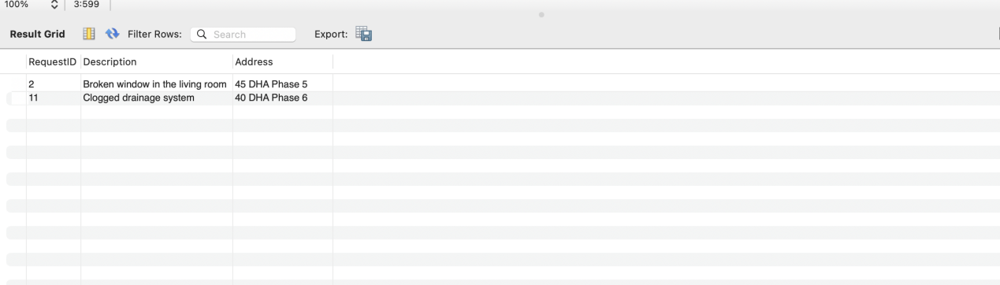 100% 3:599
Result Grid Filter Rows: Search Export:
RequestID Description Address
2 Broken window in the living room 45 DHA Phase 5
11 Clogged drainage system 40 DHA Phase 6